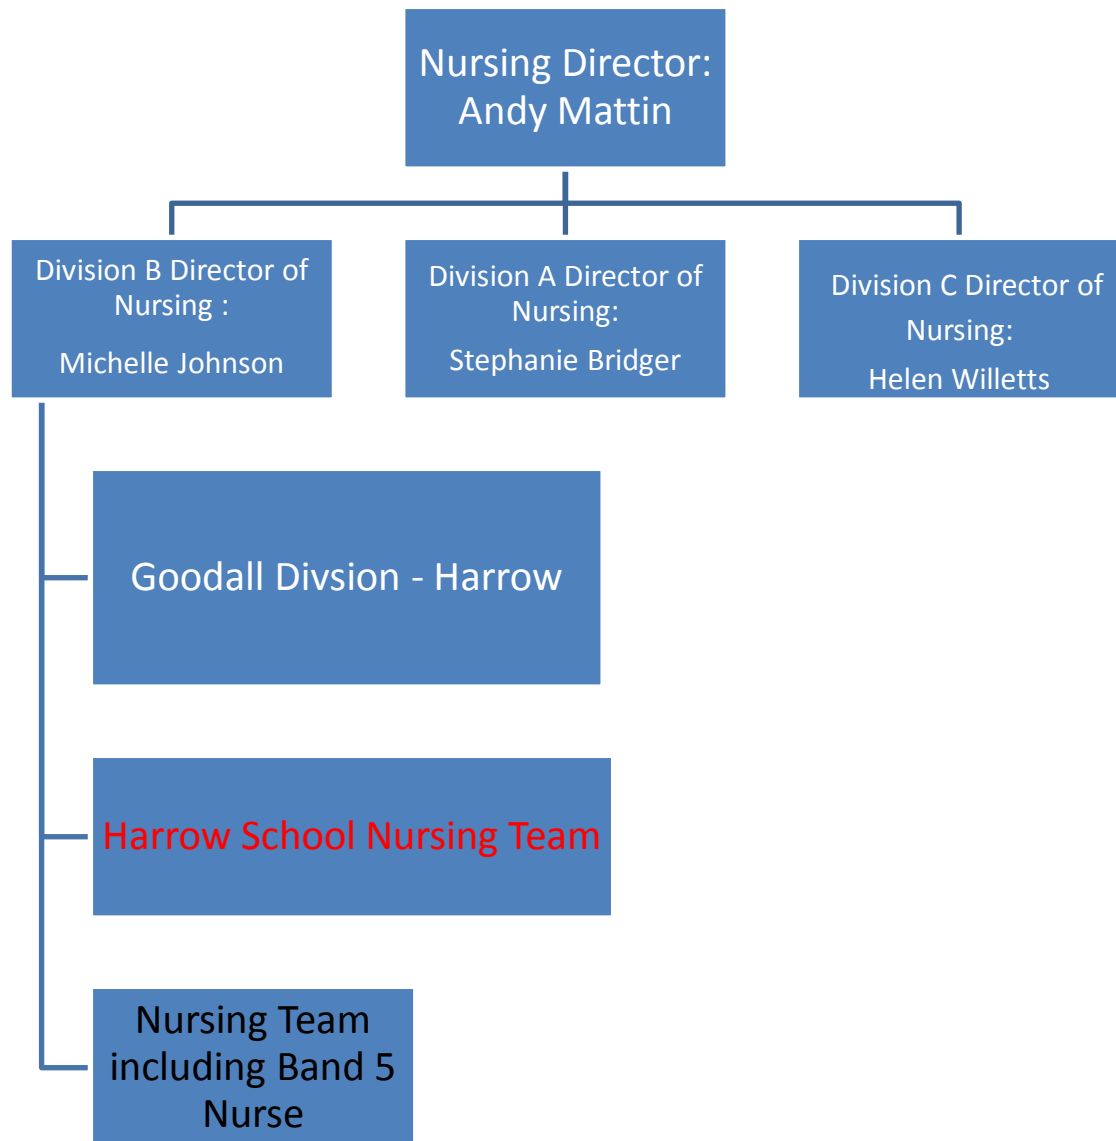 Nursing Director:
Andy Mattin
Division B Director of
Nursing :
Michelle Johnson
Division A Director of
Nursing:
Stephanie Bridger
Division C Director of
Nursing:
Helen Willetts
Goodall Divsion - Harrow
Harrow School Nursing Team
Nursing Team
including Band 5
Nurse